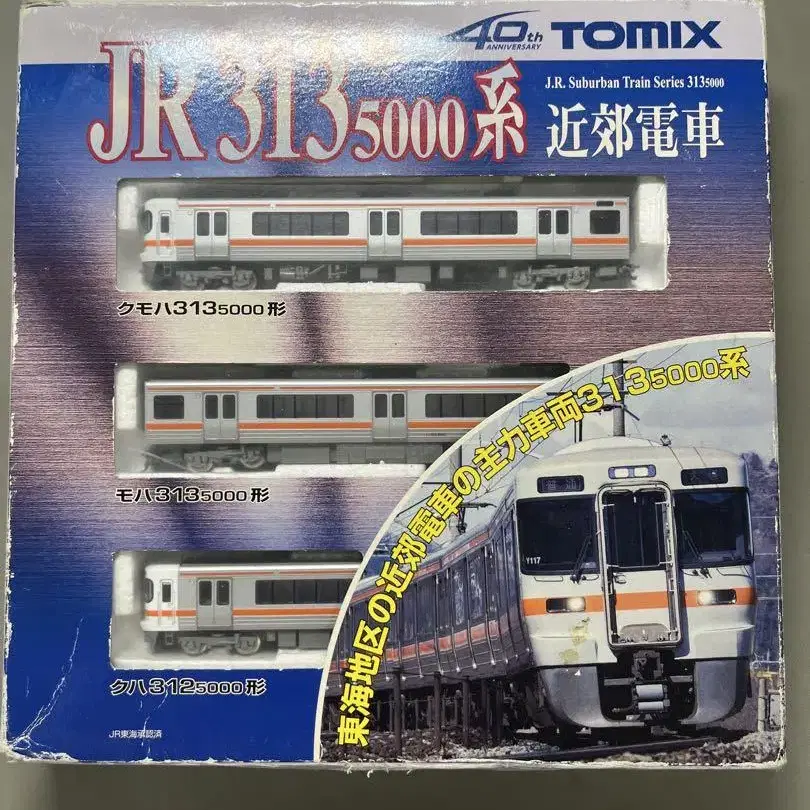 40th ANNIVERSARY TOMIX
JR 313 5000系
J.R. Suburban Train Series 313 5000
近郊電車
クモハ313 5000形
モハ313 5000形
クハ312 5000形
東海地区の近郊電車の主力車両313 5000系
普通
Y117
JR東海承認済